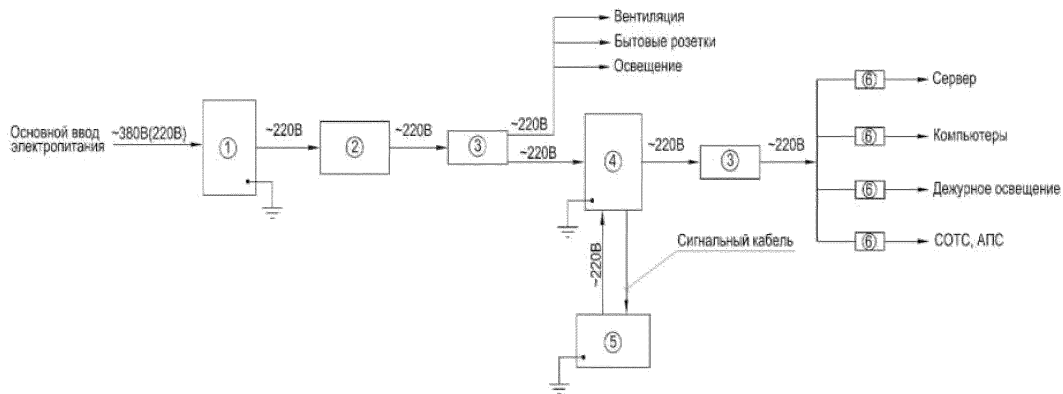 Вентиляция
Бытовые розетки
Освещение
Основной ввод
электропитания
~380В(220В)
1
~220В
2
~220В
3
~220В
~220В
4
~220В
3
~220В
6
Сервер
6
Компьютеры
6
Дежурное освещение
6
СОТС, АПС
~220В
Сигнальный кабель
5